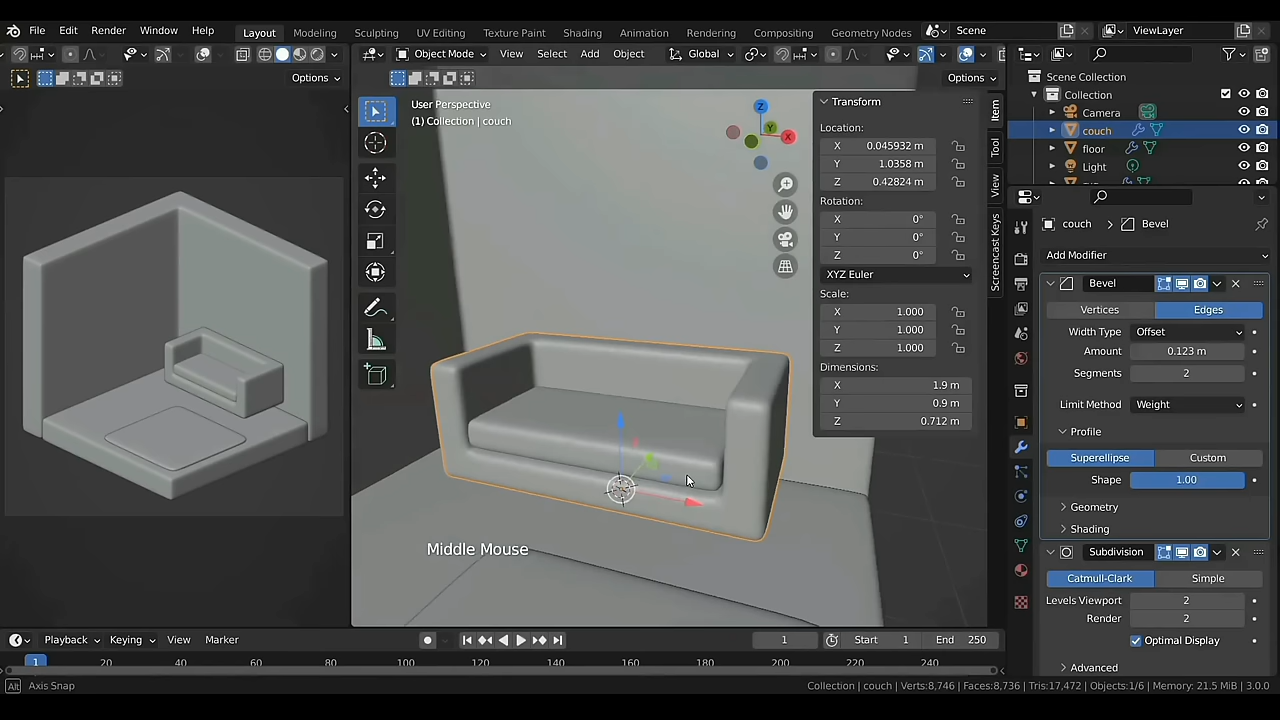 File Edit Render Window Help Layout Modeling Sculpting UV Editing Texture Paint Shading Animation Rendering Compositing Geometry Nodes Scene ViewLayer
Options
Object Mode View Select Add Object Global
Options
User Perspective
(1) Collection | couch
Z
Y
X
Middle Mouse
Transform
Location:
X 0.045932 m
Y 1.0358 m
Z 0.42824 m
Rotation:
X 0°
Y 0°
Z 0°
XYZ Euler
Scale:
X 1.000
Y 1.000
Z 1.000
Dimensions:
X 1.9 m
Y 0.9 m
Z 0.712 m
Item
Tool
View
Screencast Keys
Scene Collection
Collection
Camera
couch
floor
Light
couch > Bevel
Add Modifier
Bevel
Vertices Edges
Width Type Offset
Amount 0.123 m
Segments 2
Limit Method Weight
Profile
Superellipse Custom
Shape 1.00
Geometry
Shading
Subdivision
Catmull-Clark Simple
Levels Viewport 2
Render 2
Optimal Display
Advanced
Playback Keying View Marker 1 Start 1 End 250
1 20 40 60 80 100 120 140 160 180 200 220 240
Alt Axis Snap
Collection | couch | Verts:8,746 | Faces:8,736 | Tris:17,472 | Objects:1/6 | Memory: 21.5 MiB | 3.0.0